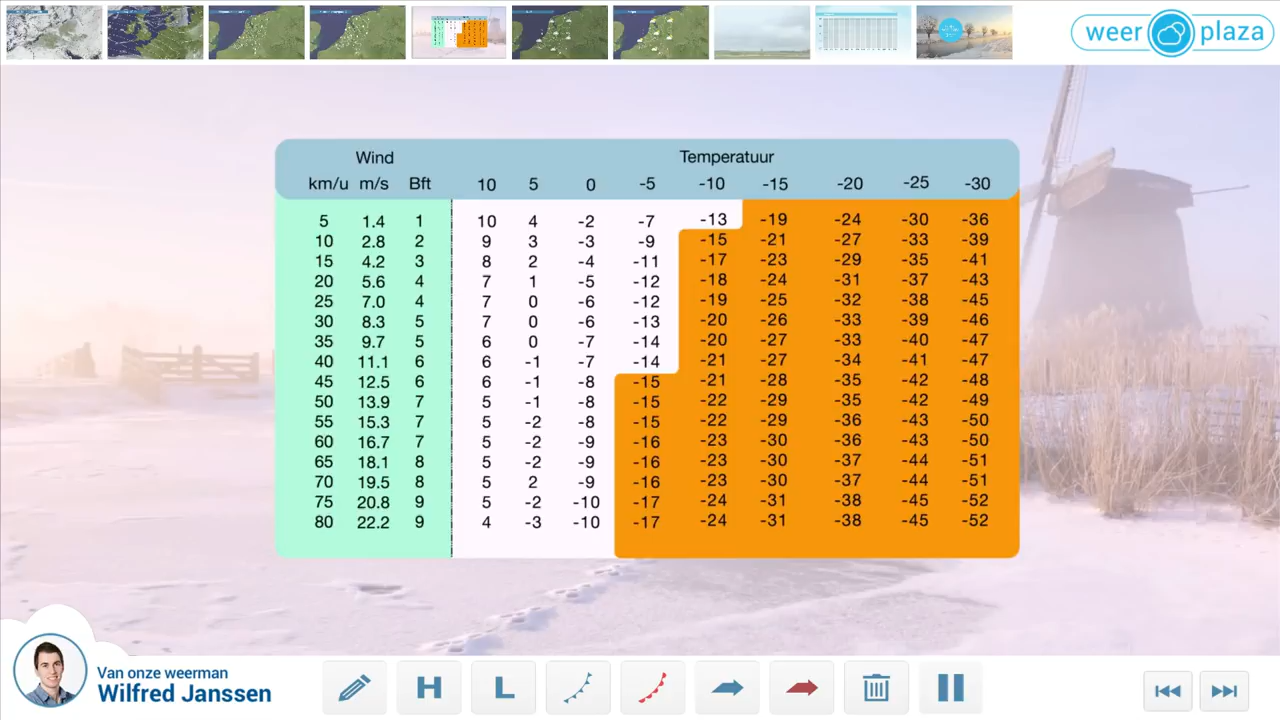 weer plaza
Wind Temperatuur
km/u m/s Bft 10 5 0 -5 -10 -15 -20 -25 -30
5 1.4 1 10 4 -2 -7 -13 -19 -24 -30 -36
10 2.8 2 9 3 -3 -9 -15 -21 -27 -33 -39
15 4.2 3 8 2 -4 -11 -17 -23 -29 -35 -41
20 5.6 4 7 1 -5 -12 -18 -24 -31 -37 -43
25 7.0 4 7 0 -6 -12 -19 -25 -32 -38 -45
30 8.3 5 7 0 -6 -13 -20 -26 -33 -39 -46
35 9.7 5 6 0 -7 -14 -20 -27 -33 -40 -47
40 11.1 6 6 -1 -7 -14 -21 -27 -34 -41 -47
45 12.5 6 6 -1 -8 -15 -21 -28 -35 -42 -48
50 13.9 7 5 -1 -8 -15 -22 -29 -35 -42 -49
55 15.3 7 5 -2 -8 -15 -22 -29 -36 -43 -50
60 16.7 7 5 -2 -9 -16 -23 -30 -36 -43 -50
65 18.1 8 5 -2 -9 -16 -23 -30 -37 -44 -51
70 19.5 8 5 2 -9 -16 -23 -30 -37 -44 -51
75 20.8 9 5 -2 -10 -17 -24 -31 -38 -45 -52
80 22.2 9 4 -3 -10 -17 -24 -31 -38 -45 -52
Van onze weerman
Wilfred Janssen
H L